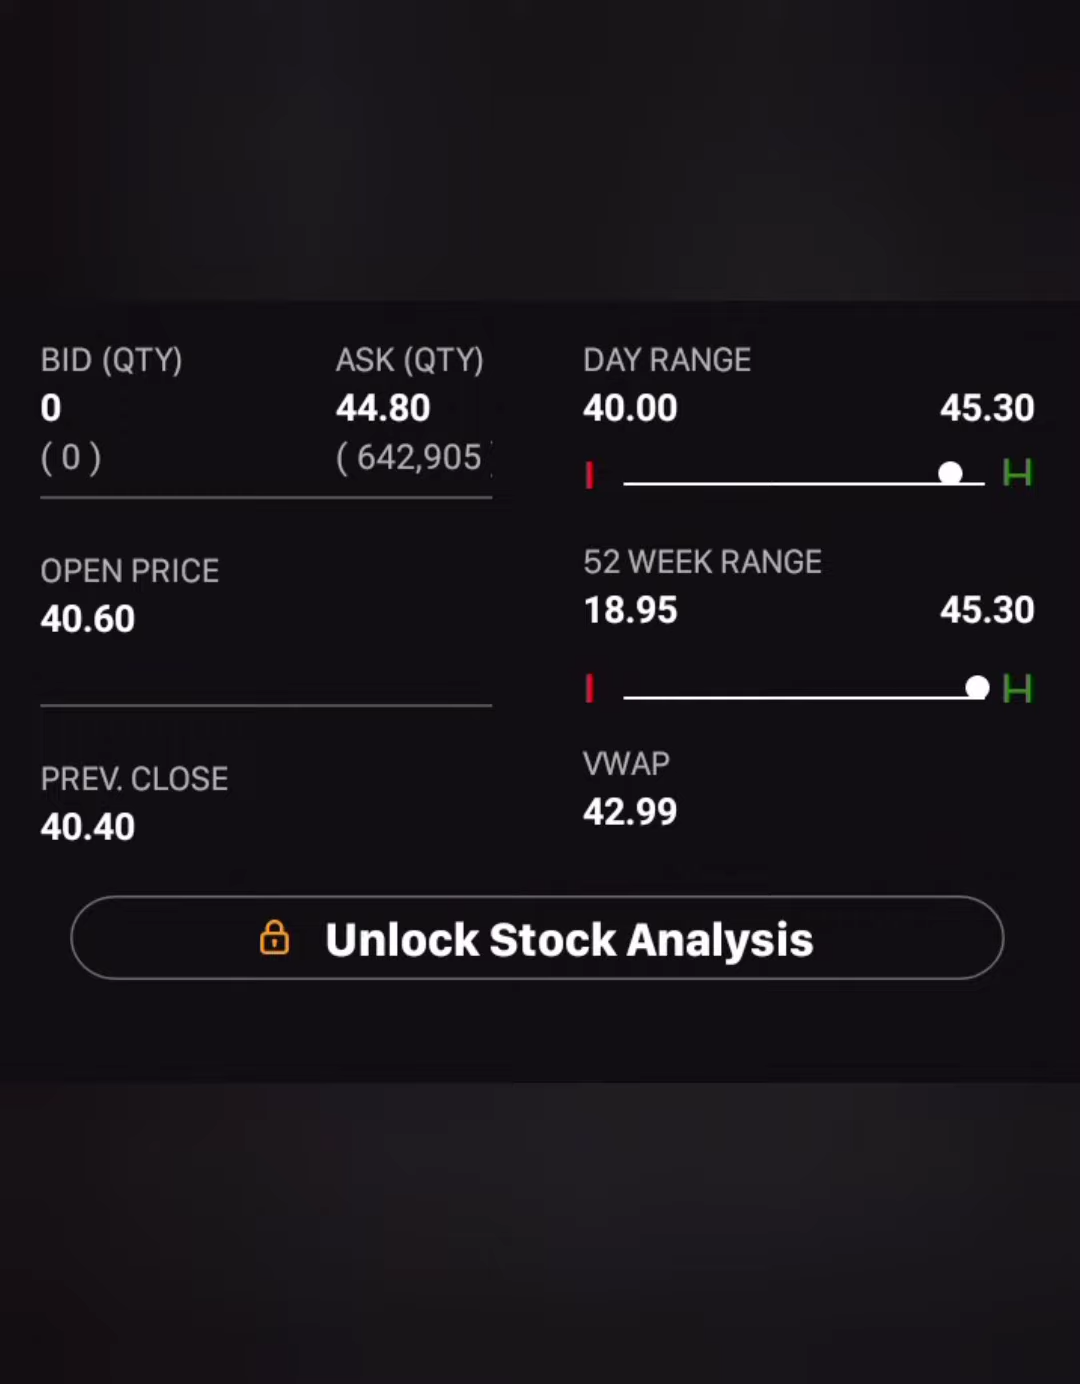 BID (QTY) ASK (QTY)
0 44.80
( 0 ) ( 642,905
OPEN PRICE
40.60
PREV. CLOSE
40.40
DAY RANGE
40.00 45.30
H
52 WEEK RANGE
18.95 45.30
H
VWAP
42.99
Unlock Stock Analysis